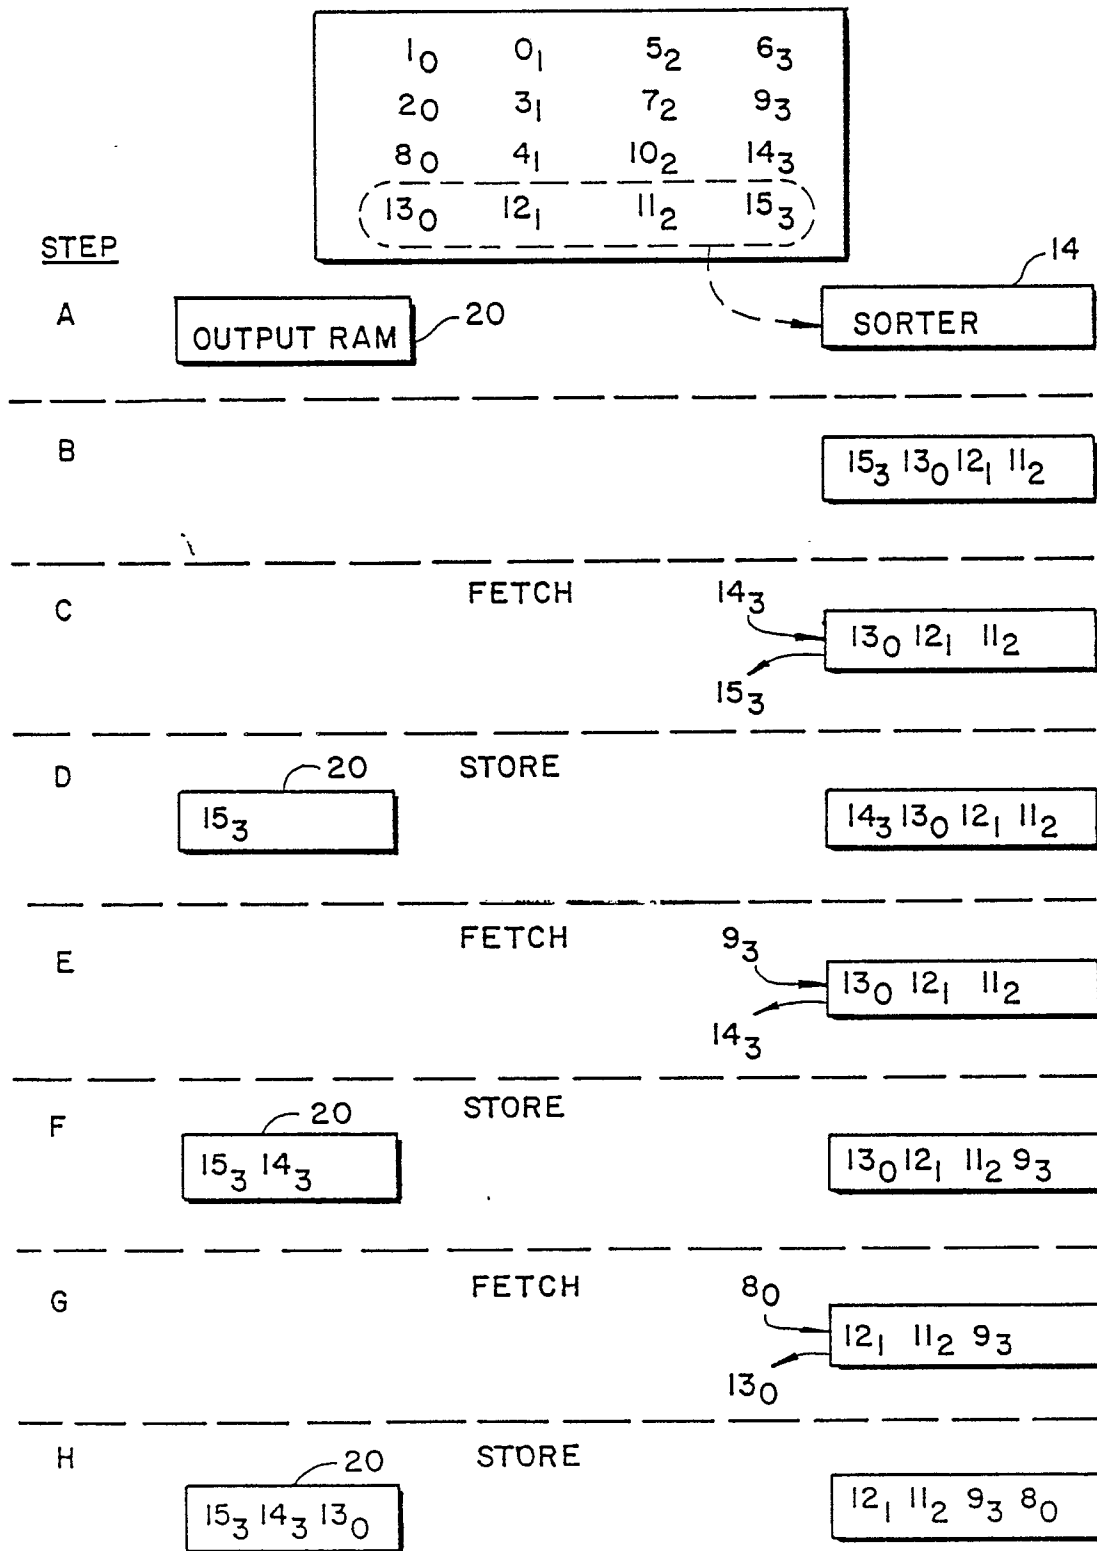 1₀ 0₁ 5₂ 6₃
2₀ 3₁ 7₂ 9₃
8₀ 4₁ 10₂ 14₃
13₀ 12₁ 11₂ 15₃
STEP
14
A
OUTPUT RAM
20
SORTER
B
15₃ 13₀ 12₁ 11₂
C
FETCH
14₃
13₀ 12₁ 11₂
15₃
D
20
STORE
15₃
14₃ 13₀ 12₁ 11₂
E
FETCH
9₃
13₀ 12₁ 11₂
14₃
F
20
STORE
15₃ 14₃
13₀ 12₁ 11₂ 9₃
G
FETCH
8₀
12₁ 11₂ 9₃
13₀
H
20
STORE
15₃ 14₃ 13₀
12₁ 11₂ 9₃ 8₀